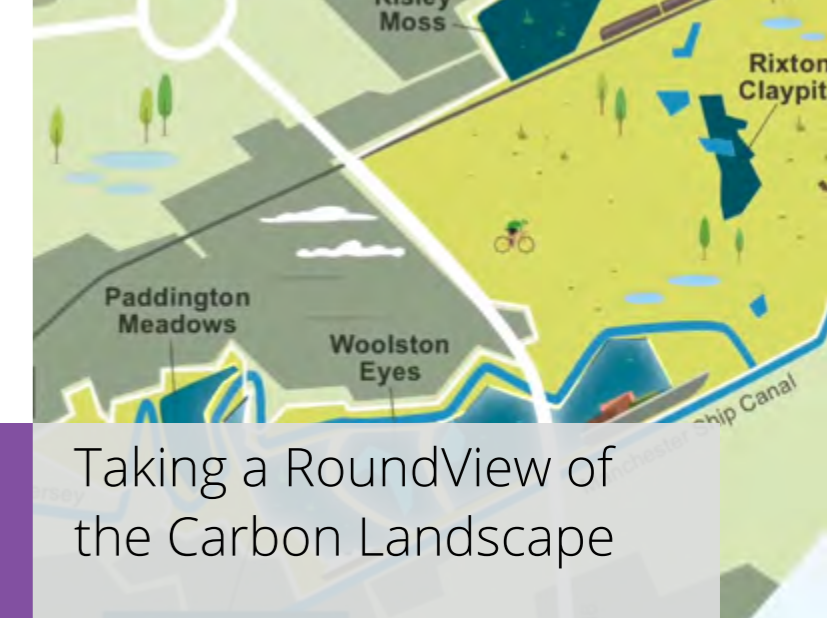 Moss
Rixton
Claypit
Paddington
Meadows
Woolston
Eyes
Manchester Ship Canal
Taking a RoundView of
the Carbon Landscape